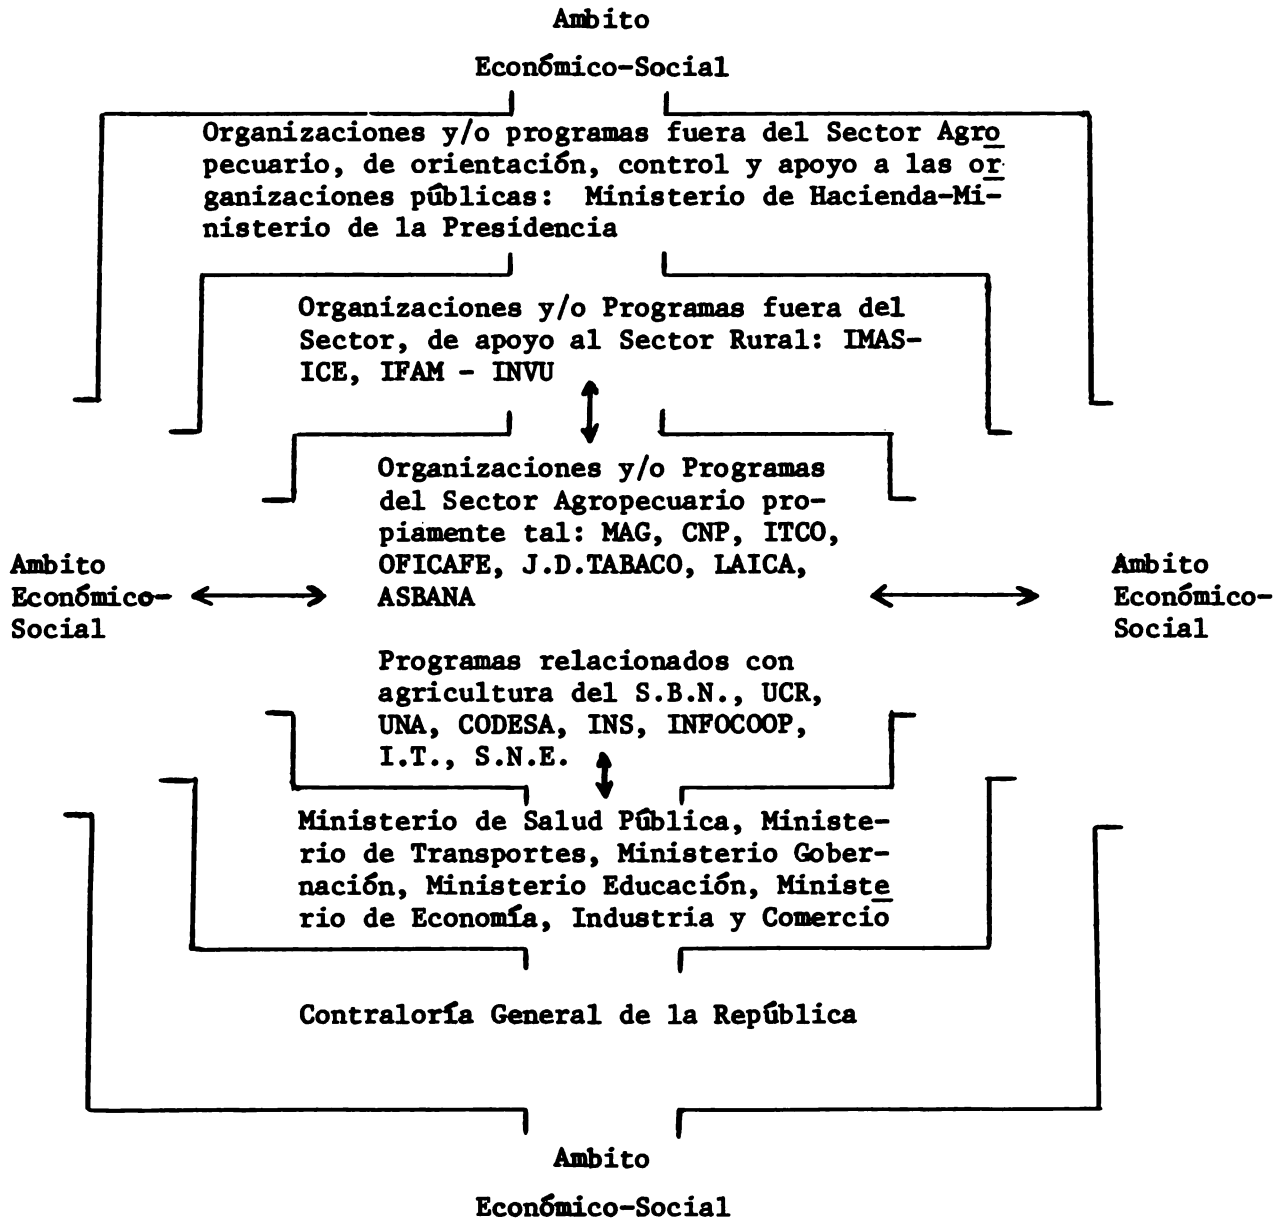 Ambito
Económico-Social
Organizaciones y/o programas fuera del Sector Agro
pecuario, de orientación, control y apoyo a las or
ganizaciones públicas: Ministerio de Hacienda-Mi-
nisterio de la Presidencia
Organizaciones y/o Programas fuera del
Sector, de apoyo al Sector Rural: IMAS-
ICE, IFAM - INVU
Organizaciones y/o Programas
del Sector Agropecuario pro-
piamente tal: MAG, CNP, ITCO,
OFICAFE, J.D.TABACO, LAICA,
ASBANA
Ambito
Económico-
Social
Ambito
Económico-
Social
Programas relacionados con
agricultura del S.B.N., UCR,
UNA, CODESA, INS, INFOCOOP,
I.T., S.N.E.
Ministerio de Salud Pública, Ministe-
rio de Transportes, Ministerio Gober-
nación, Ministerio Educación, Ministe
rio de Economía, Industria y Comercio
Contraloría General de la República
Ambito
Económico-Social